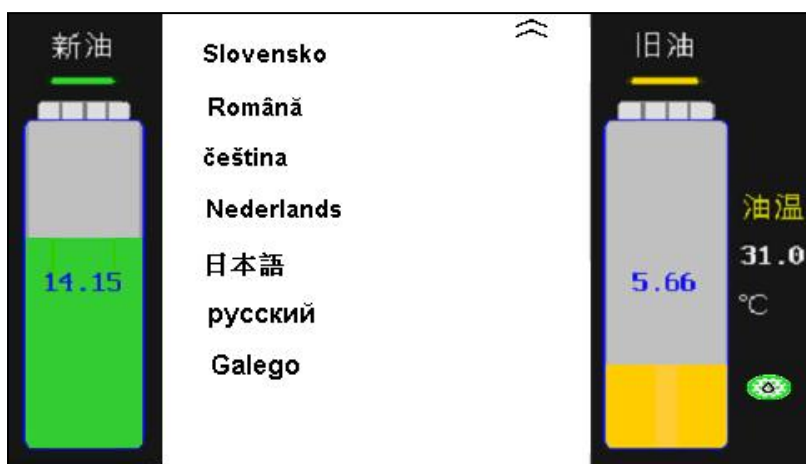 新油
14.15
Slovensko
Română
čeština
Nederlands
日本語
русский
Galego
旧油
5.66
油温
31.0
℃